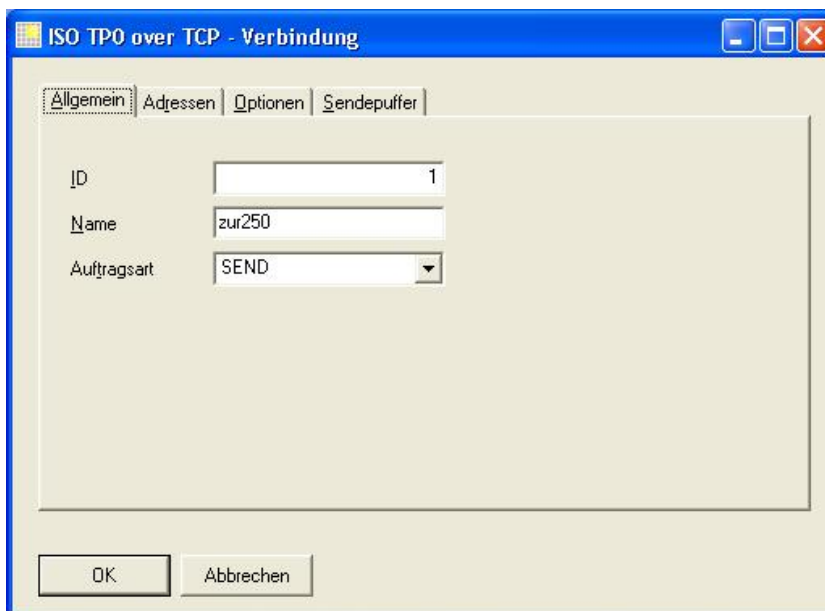 ISO TP0 over TCP - Verbindung
Allgemein Adressen Optionen Sendepuffer
ID 1
Name zur250
Auftragsart SEND
OK Abbrechen